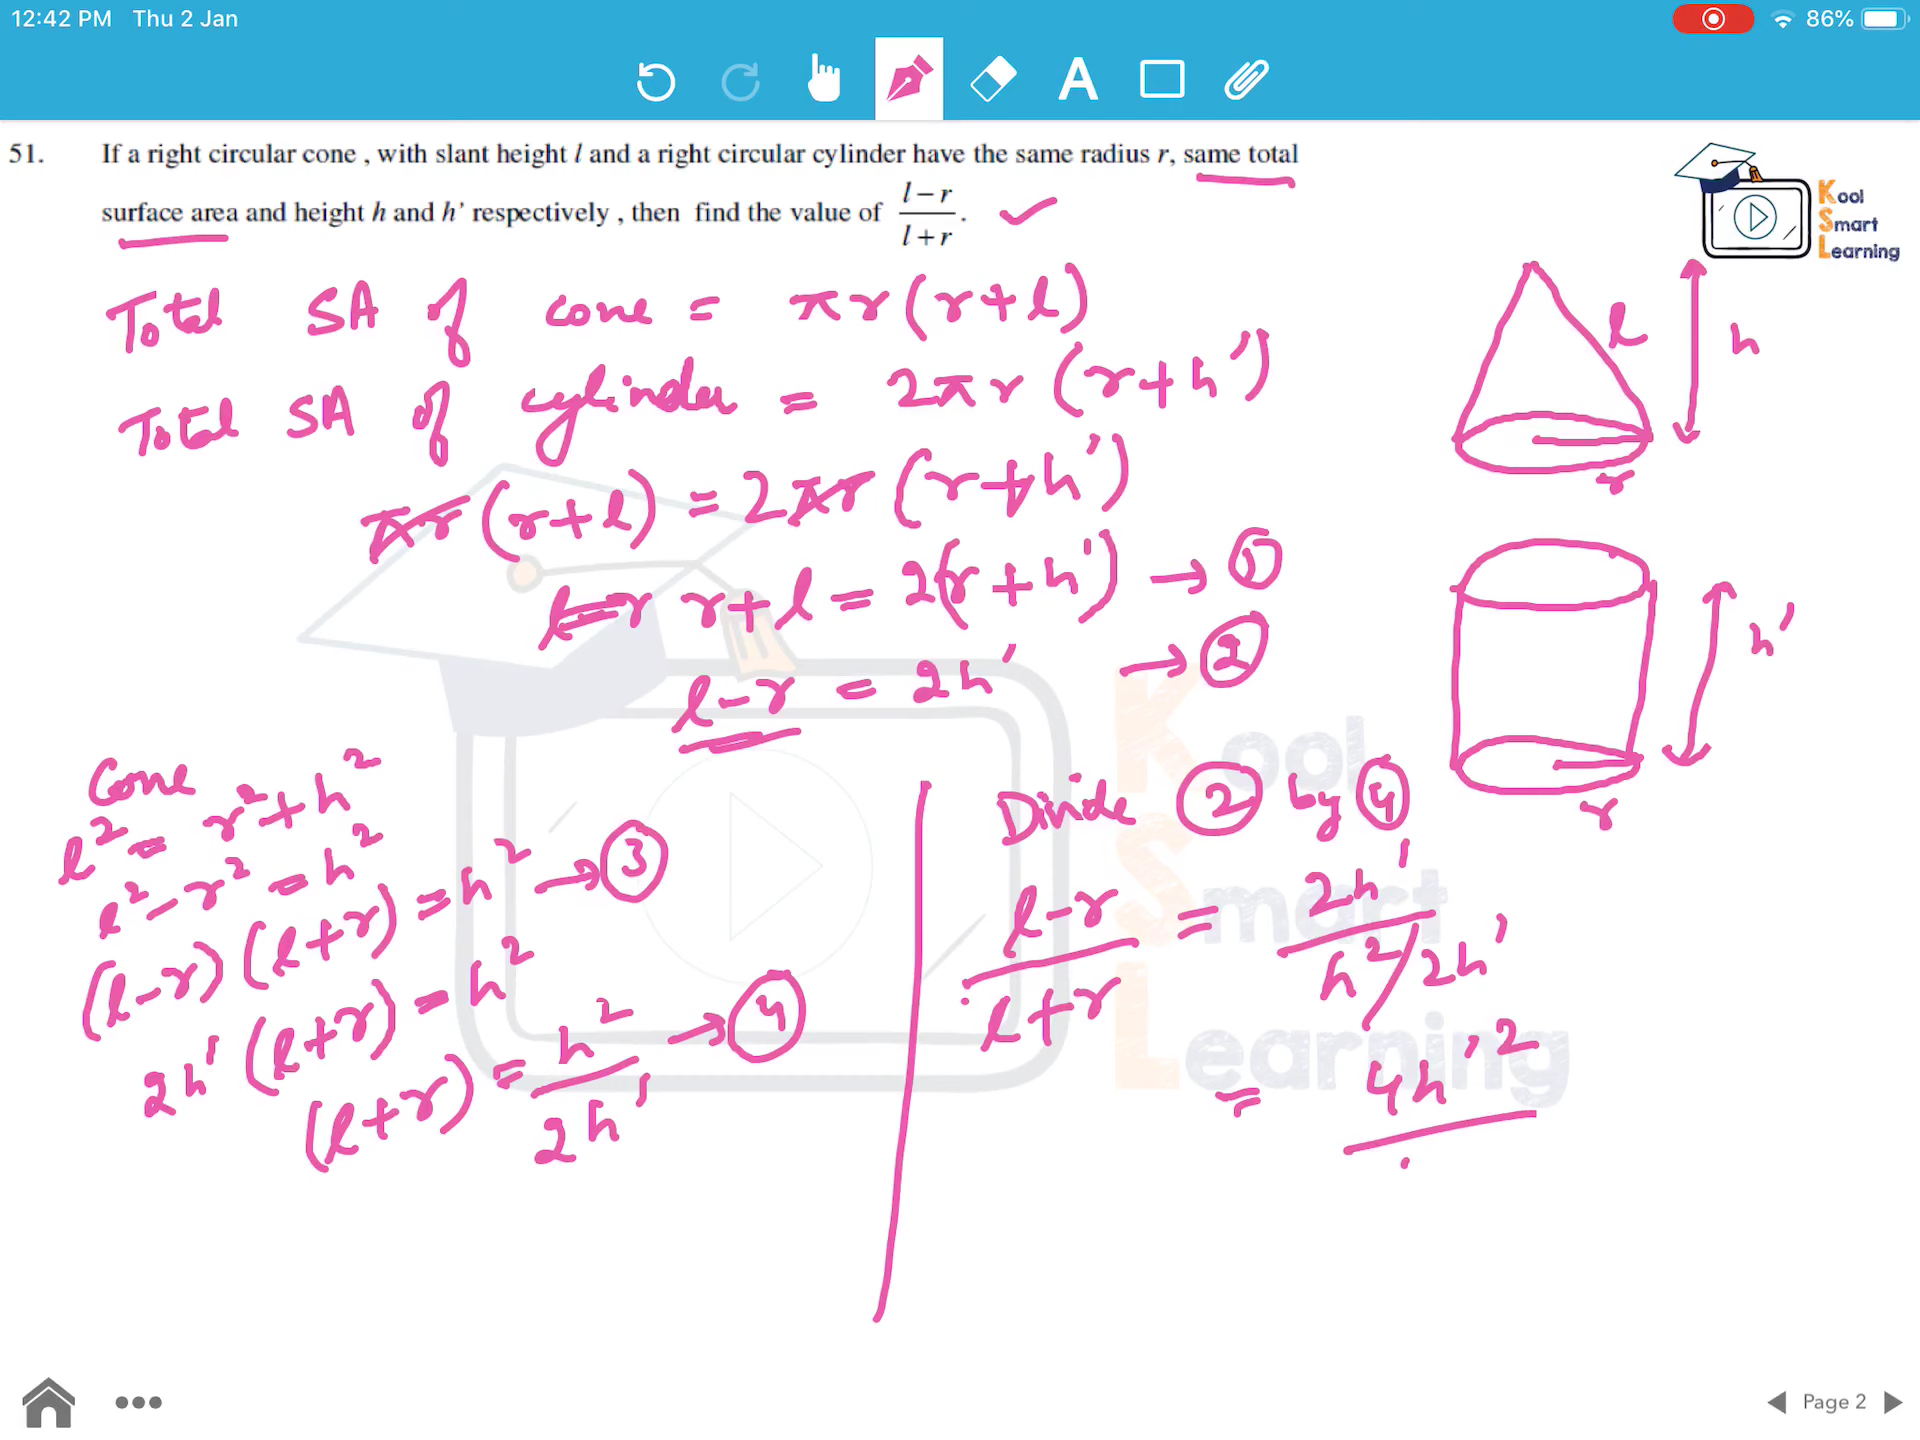 12:42 PM Thu 2 Jan
86%
A
51. If a right circular cone , with slant height l and a right circular cylinder have the same radius r, same total
surface area and height h and h’ respectively , then find the value of (l−r)/(l+r).
Kool
Smart
Learning
Total SA of cone = πr(r+l)
Total SA of cylinder = 2πr(r+h')
πr(r+l) = 2πr(r+h')
l=r r+l = 2(r+h') → ①
l−r = 2h' → ②
l
h
r
h'
r
Cone
l² = r²+h²
l²−r² = h²
(l−r)(l+r) = h² → ③
2h'(l+r) = h²
(l+r) = h²/2h' → ④
Divide ② by ④
(l−r)/(l+r) = 2h'/(h²/2h')
= 4h'²
Kool
Smart
Learning
Page 2